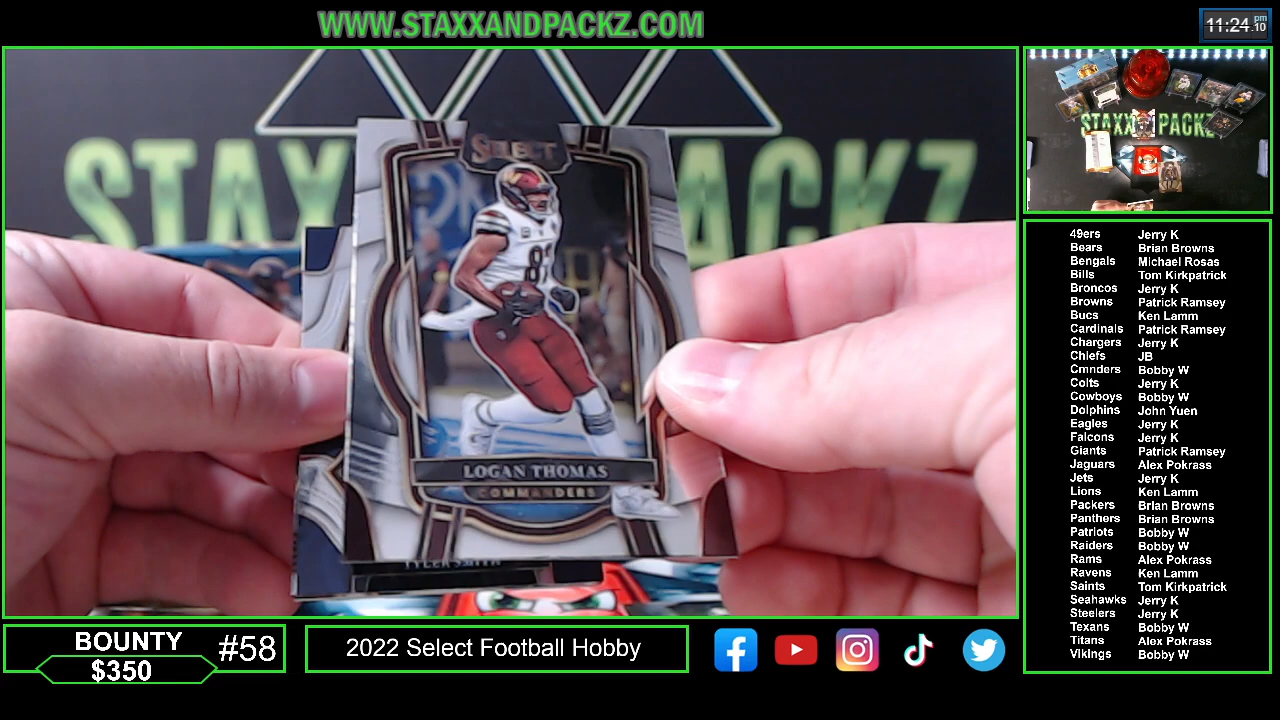 WWW.STAXXANDPACKZ.COM
11:24 pm
10
STAXX PACKZ
SELECT
82
LOGAN THOMAS
COMMANDERS
TYLER SMITH
STAXX PACKZ
49ers Jerry K
Bears Brian Browns
Bengals Michael Rosas
Bills Tom Kirkpatrick
Broncos Jerry K
Browns Patrick Ramsey
Bucs Ken Lamm
Cardinals Patrick Ramsey
Chargers Jerry K
Chiefs JB
Cmnders Bobby W
Colts Jerry K
Cowboys Bobby W
Dolphins John Yuen
Eagles Jerry K
Falcons Jerry K
Giants Patrick Ramsey
Jaguars Alex Pokrass
Jets Jerry K
Lions Ken Lamm
Packers Brian Browns
Panthers Brian Browns
Patriots Bobby W
Raiders Bobby W
Rams Alex Pokrass
Ravens Ken Lamm
Saints Tom Kirkpatrick
Seahawks Jerry K
Steelers Jerry K
Texans Bobby W
Titans Alex Pokrass
Vikings Bobby W
BOUNTY #58
$350
2022 Select Football Hobby